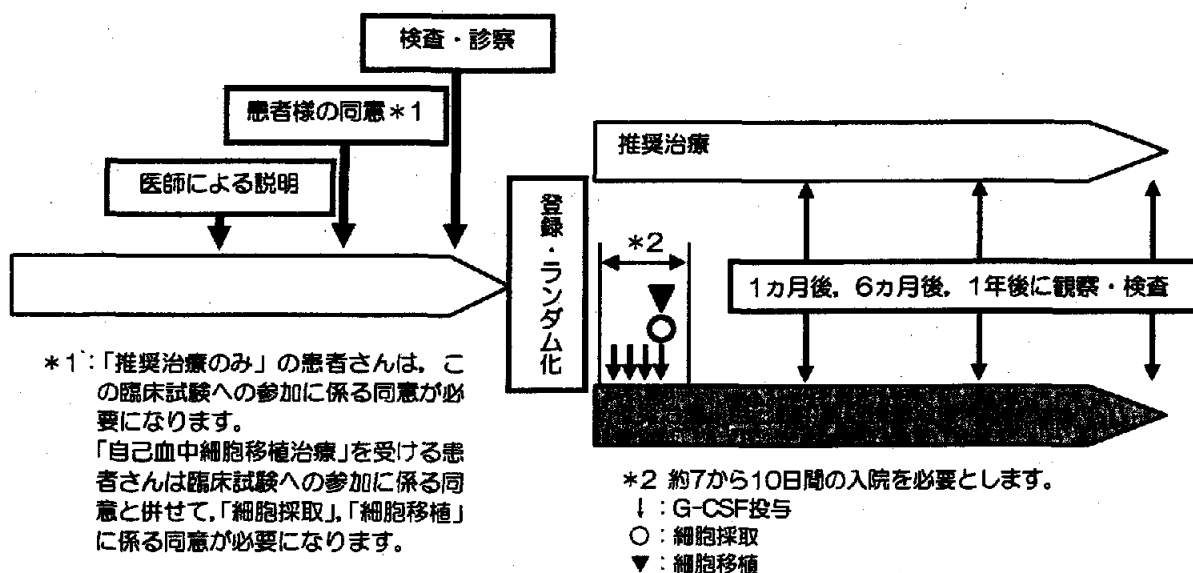 検査・診察
患者様の同意*1
医師による説明
登録・ランダム化
推奨治療
*2
1ヵ月後，6ヵ月後，1年後に観察・検査
*1：「推奨治療のみ」の患者さんは，こ
の臨床試験への参加に係る同意が必
要になります。
「自己血中細胞移植治療」を受ける患
者さんは臨床試験への参加に係る同
意と併せて，「細胞採取」，「細胞移植」
に係る同意が必要になります。
*2 約7から10日間の入院を必要とします。
↓：G-CSF投与
○：細胞採取
▼：細胞移植